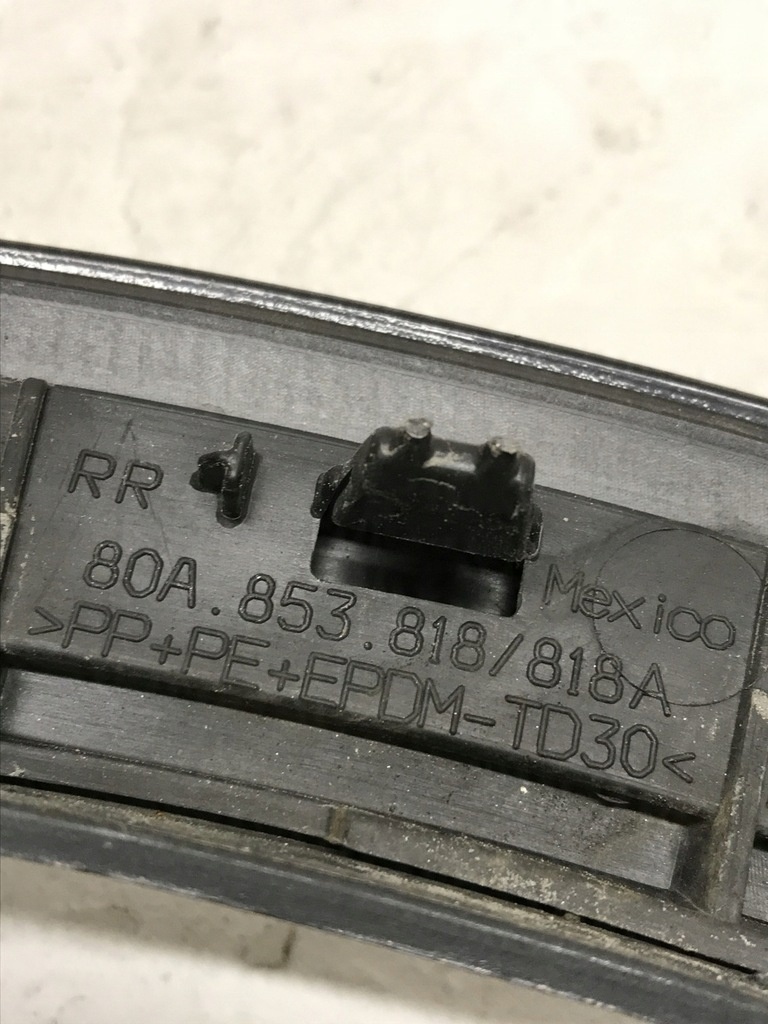 RR
80A.853.818/818A
Mexico
>PP+PE+EPDM-TD30<